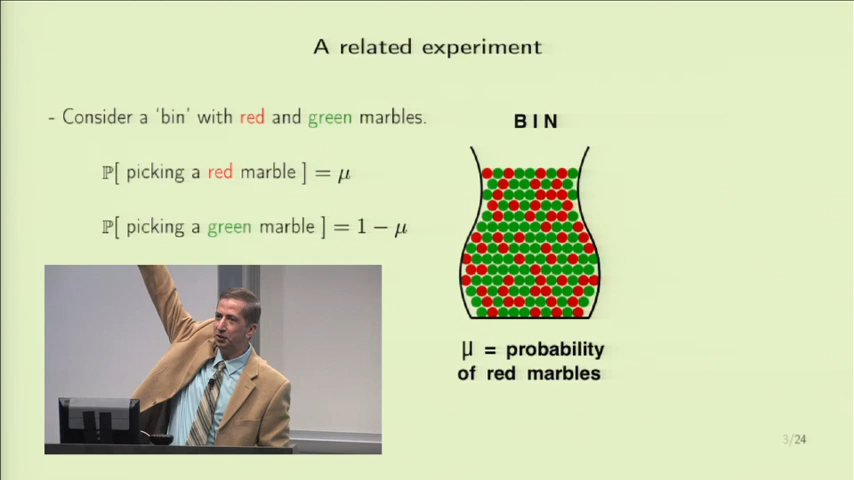 A related experiment
- Consider a 'bin' with red and green marbles.
ℙ[ picking a red marble ] = μ
ℙ[ picking a green marble ] = 1 − μ
BIN
μ = probability
of red marbles
3/24